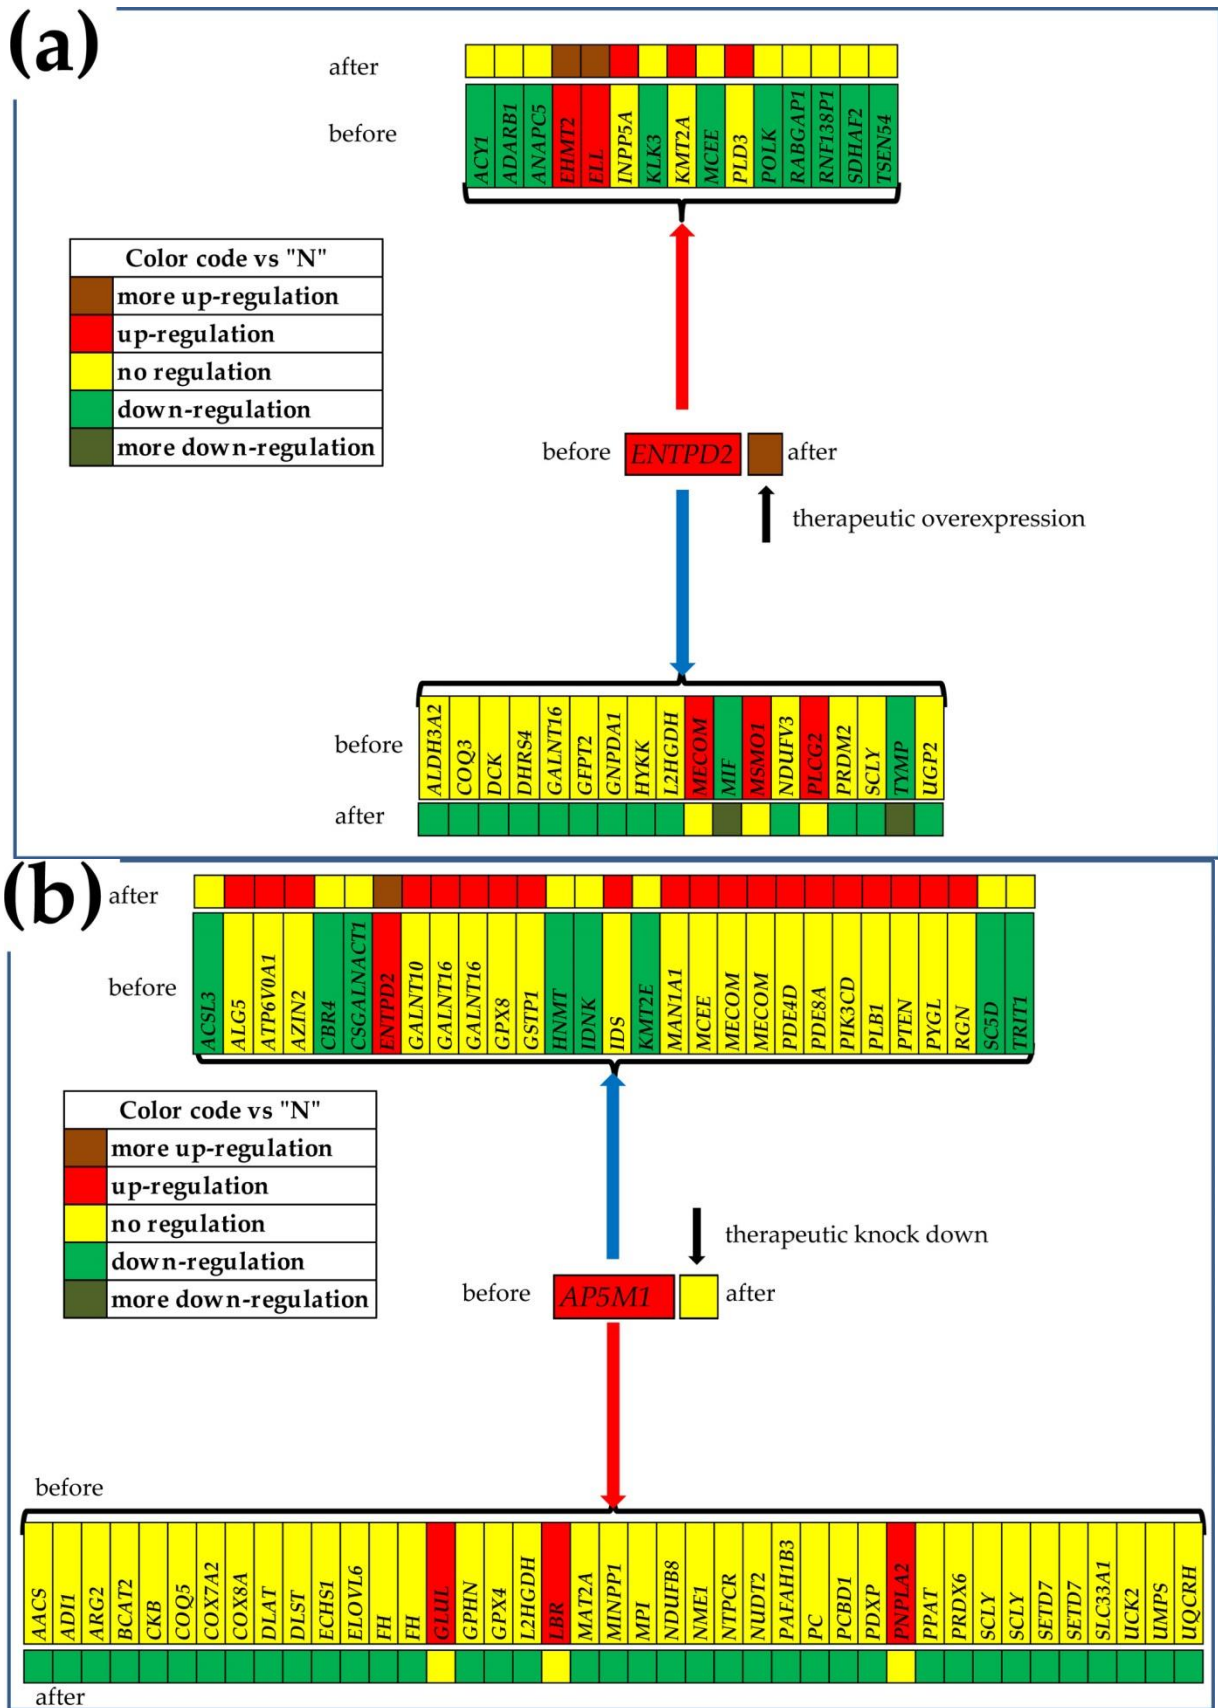 (a)
after
before
ACY1
ADARB1
ANAPC5
EHMT2
ELL
INPP5A
KLK3
KMT2A
MCEE
PLD3
POLK
RABGAP1
RNF138P1
SDHAF2
TSEN54
Color code vs "N"
more up-regulation
up-regulation
no regulation
down-regulation
more down-regulation
before
ENTPD2
after
therapeutic overexpression
before
ALDH3A2
COQ3
DCK
DHRS4
GALNT16
GFPT2
GNPDA1
HYKK
L2HGDH
MECOM
MIF
MSMO1
NDUFV3
PLCG2
PRDM2
SCLY
TYMP
UGP2
after
(b)
after
before
ACSL3
ALG5
ATP6V0A1
AZIN2
CBR4
CSGALNACT1
ENTPD2
GALNT10
GALNT16
GALNT16
GPX8
GSTP1
HNMT
IDNK
IDS
KMT2E
MAN1A1
MCEE
MECOM
MECOM
PDE4D
PDE8A
PIK3CD
PLB1
PTEN
PYGL
RGN
SC5D
TRIT1
Color code vs "N"
more up-regulation
up-regulation
no regulation
down-regulation
more down-regulation
therapeutic knock down
before
AP5M1
after
before
AACS
ADI1
ARG2
BCAT2
CKB
COQ5
COX7A2
COX8A
DLAT
DLST
ECHS1
ELOVL6
FH
FH
GLUL
GPHN
GPX4
L2HGDH
LBR
MAT2A
MINPP1
MPI
NDUFB8
NME1
NTPCR
NUDT2
PAFAH1B3
PC
PCBD1
PDXP
PNPLA2
PPAT
PRDX6
SCLY
SCLY
SETD7
SETD7
SLC33A1
UCK2
UMPS
UQCRH
after